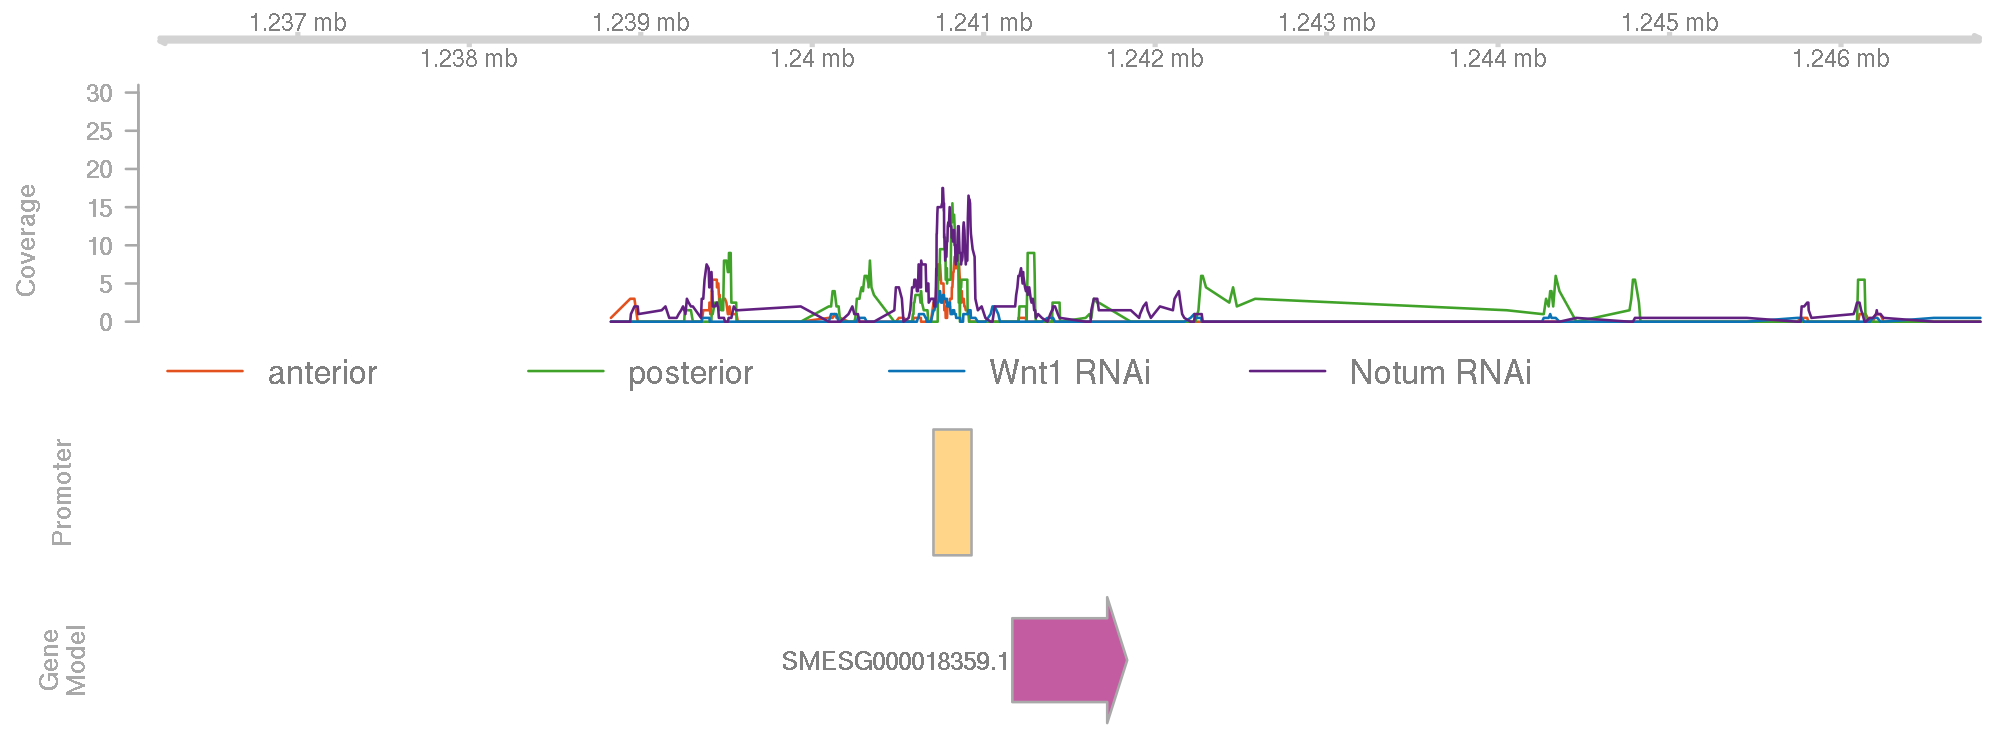 1.237 mb 1.239 mb 1.241 mb 1.243 mb 1.245 mb
1.238 mb 1.24 mb 1.242 mb 1.244 mb 1.246 mb
Coverage
30
25
20
15
10
5
0
anterior posterior Wnt1 RNAi Notum RNAi
Promoter
Gene
Model
SMESG000018359.1